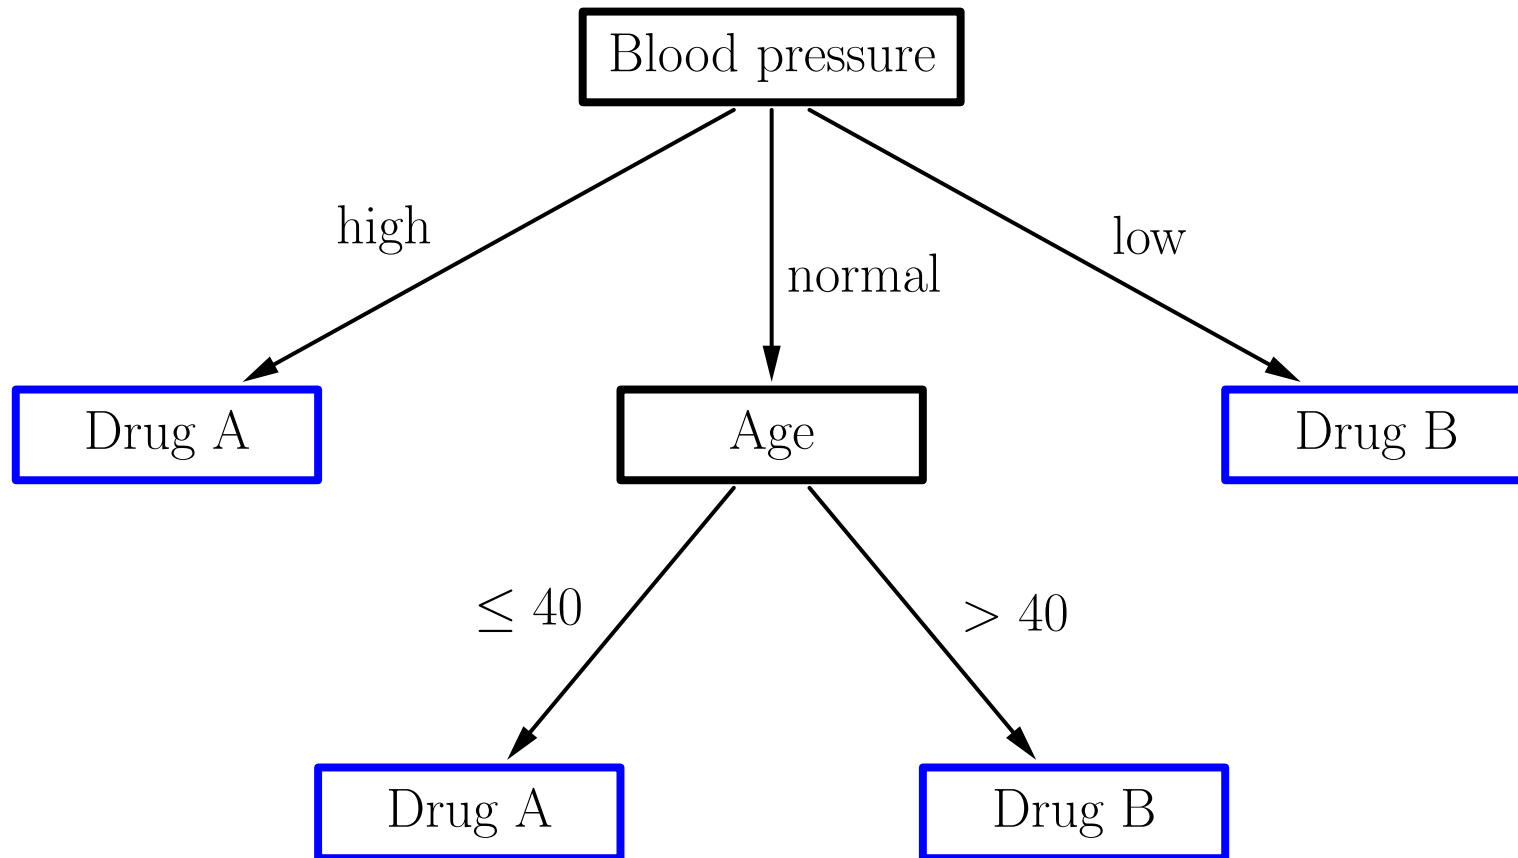 Blood pressure
high
low
normal
Drug A
Age
Drug B
≤ 40
> 40
Drug A
Drug B